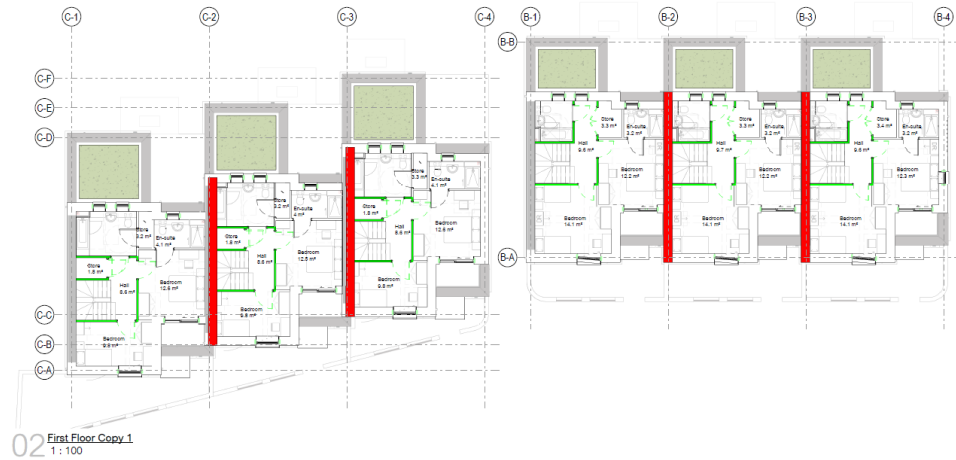 C-1
C-2
C-3
C-4
B-1
B-2
B-3
B-4
B-B
C-F
C-E
C-D
C-C
C-B
C-A
B-A
Store
3.2 m²
En-suite
4.1 m²
Store
1.8 m²
Hall
8.6 m²
Bedroom
12.6 m²
Bedroom
9.8 m²
Store
3.2 m²
En-suite
4 m²
Store
1.8 m²
Hall
8.6 m²
Bedroom
12.5 m²
Bedroom
9.8 m²
Store
3.3 m²
En-suite
4.1 m²
Store
1.8 m²
Hall
8.6 m²
Bedroom
12.6 m²
Bedroom
9.8 m²
Store
3.3 m²
En-suite
3.2 m²
Hall
9.6 m²
Bedroom
12.2 m²
Bedroom
14.1 m²
Store
3.3 m²
En-suite
3.2 m²
Hall
9.7 m²
Bedroom
12.2 m²
Bedroom
14.1 m²
Store
3.4 m²
En-suite
3.2 m²
Hall
9.6 m²
Bedroom
12.3 m²
Bedroom
14.1 m²
02 First Floor Copy 1
1 : 100